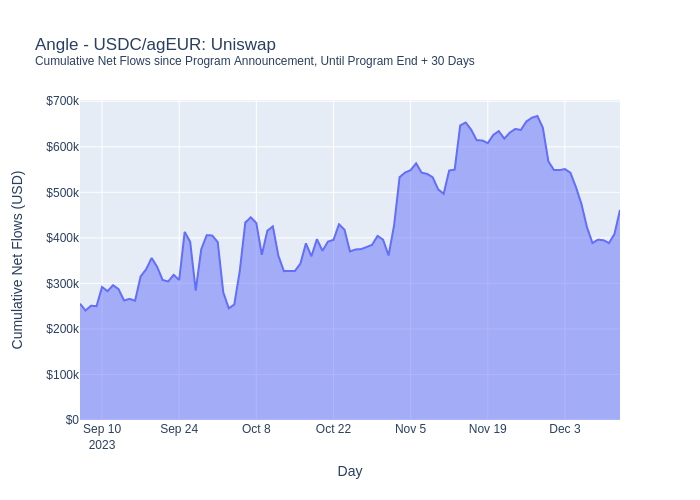 Angle - USDC/agEUR: Uniswap
Cumulative Net Flows since Program Announcement, Until Program End + 30 Days
Cumulative Net Flows (USD)
$700k
$600k
$500k
$400k
$300k
$200k
$100k
$0
Sep 10 Sep 24 Oct 8 Oct 22 Nov 5 Nov 19 Dec 3
2023
Day